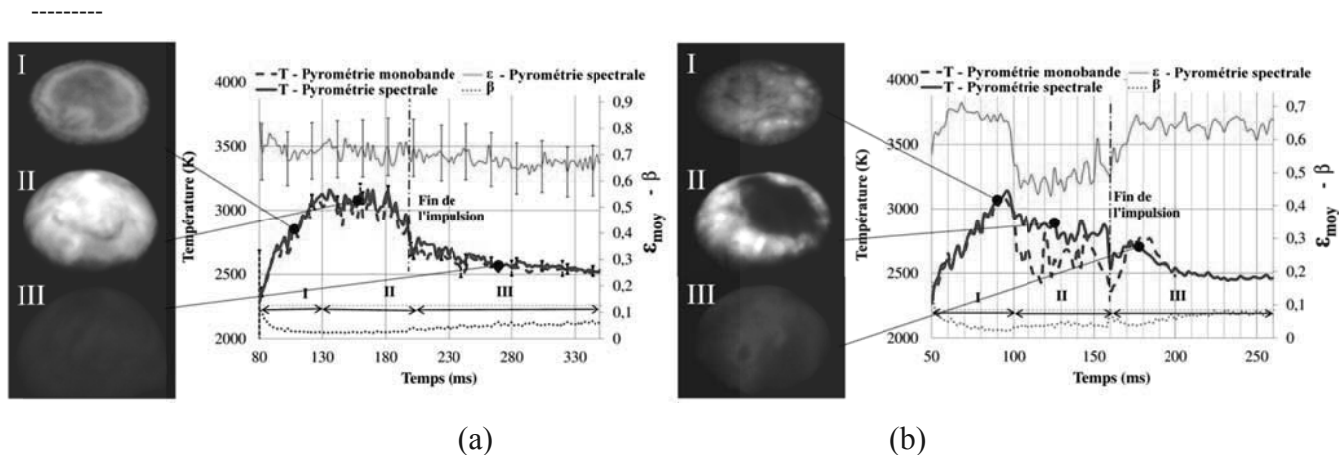 ---------
I
II
III
T - Pyrométrie monobande
T - Pyrométrie spectrale
ε - Pyrométrie spectrale
β
Température (K)
4000
3500
3000
2500
2000
0,9
0,8
0,7
0,6
0,5
0,4
0,3
0,2
0,1
0
ε moy - β
Fin de
l'impulsion
I
II
III
80
130
180
230
280
330
Temps (ms)
(a)
I
II
III
T - Pyrométrie monobande
T - Pyrométrie spectrale
ε - Pyrométrie spectrale
β
Température (K)
4000
3500
3000
2500
2000
0,7
0,6
0,5
0,4
0,3
0,2
0,1
0
ε moy - β
Fin de
l'impulsion
I
II
III
50
100
150
200
250
Temps (ms)
(b)